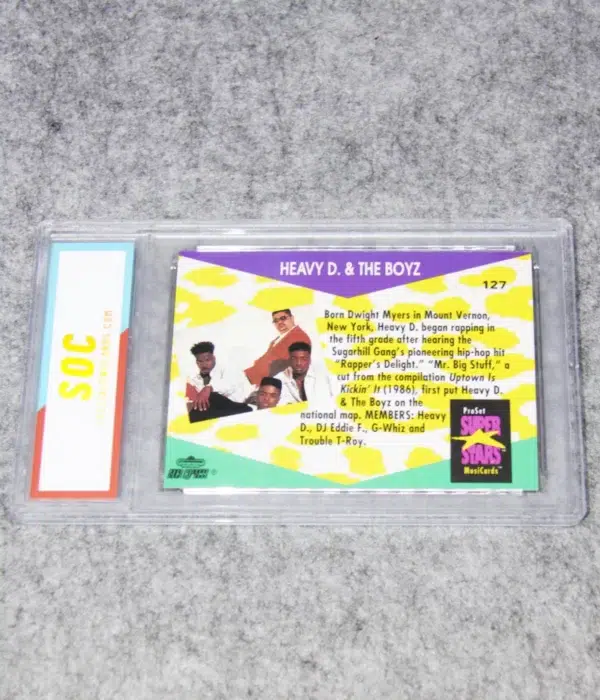 SOC
HEAVY D. & THE BOYZ
127
Born Dwight Myers in Mount Vernon,
New York, Heavy D. began rapping in
the fifth grade after hearing the
Sugarhill Gang's pioneering hip-hop hit
"Rapper's Delight." "Mr. Big Stuff," a
cut from the compilation Uptown Is
Kickin' It (1986), first put Heavy D.
& The Boyz on the
national map. MEMBERS: Heavy
D., DJ Eddie F., G-Whiz and
Trouble T-Roy.
ProSet
SUPER
STARS
MusiCards™